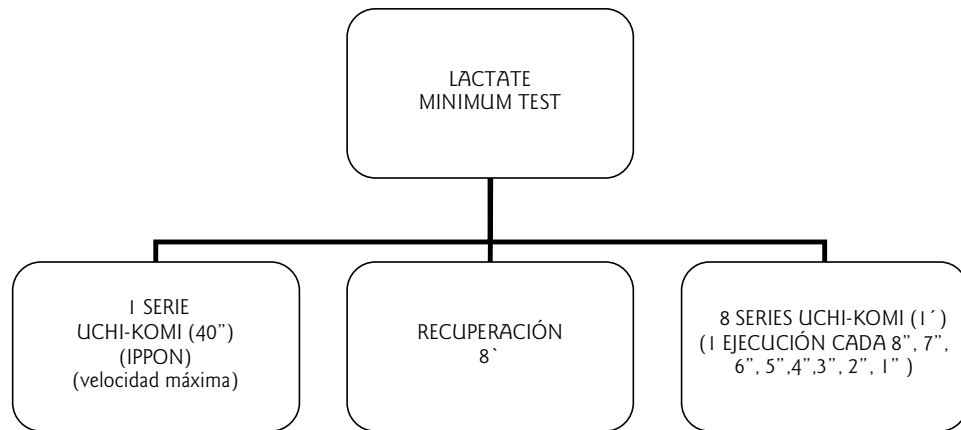 LACTATE
MINIMUM TEST
1 SERIE
UCHI-KOMI (40”)
(IPPON)
(velocidad máxima)
RECUPERACIÓN
8`
8 SERIES UCHI-KOMI (1´)
(1 EJECUCIÓN CADA 8”, 7”,
6”, 5”,4”,3”, 2”, 1” )